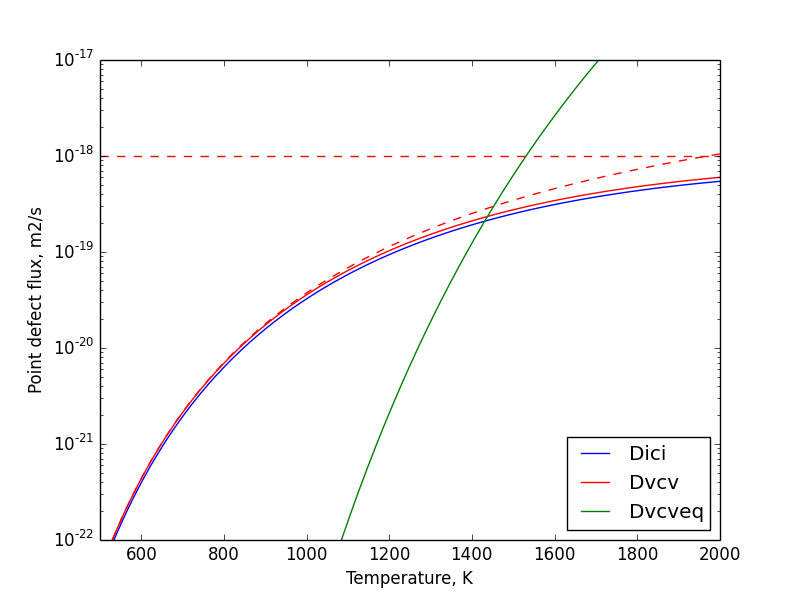 10^-17
10^-18
10^-19
10^-20
10^-21
10^-22
Point defect flux, m2/s
Dici
Dvcv
Dvcveq
600 800 1000 1200 1400 1600 1800 2000
Temperature, K